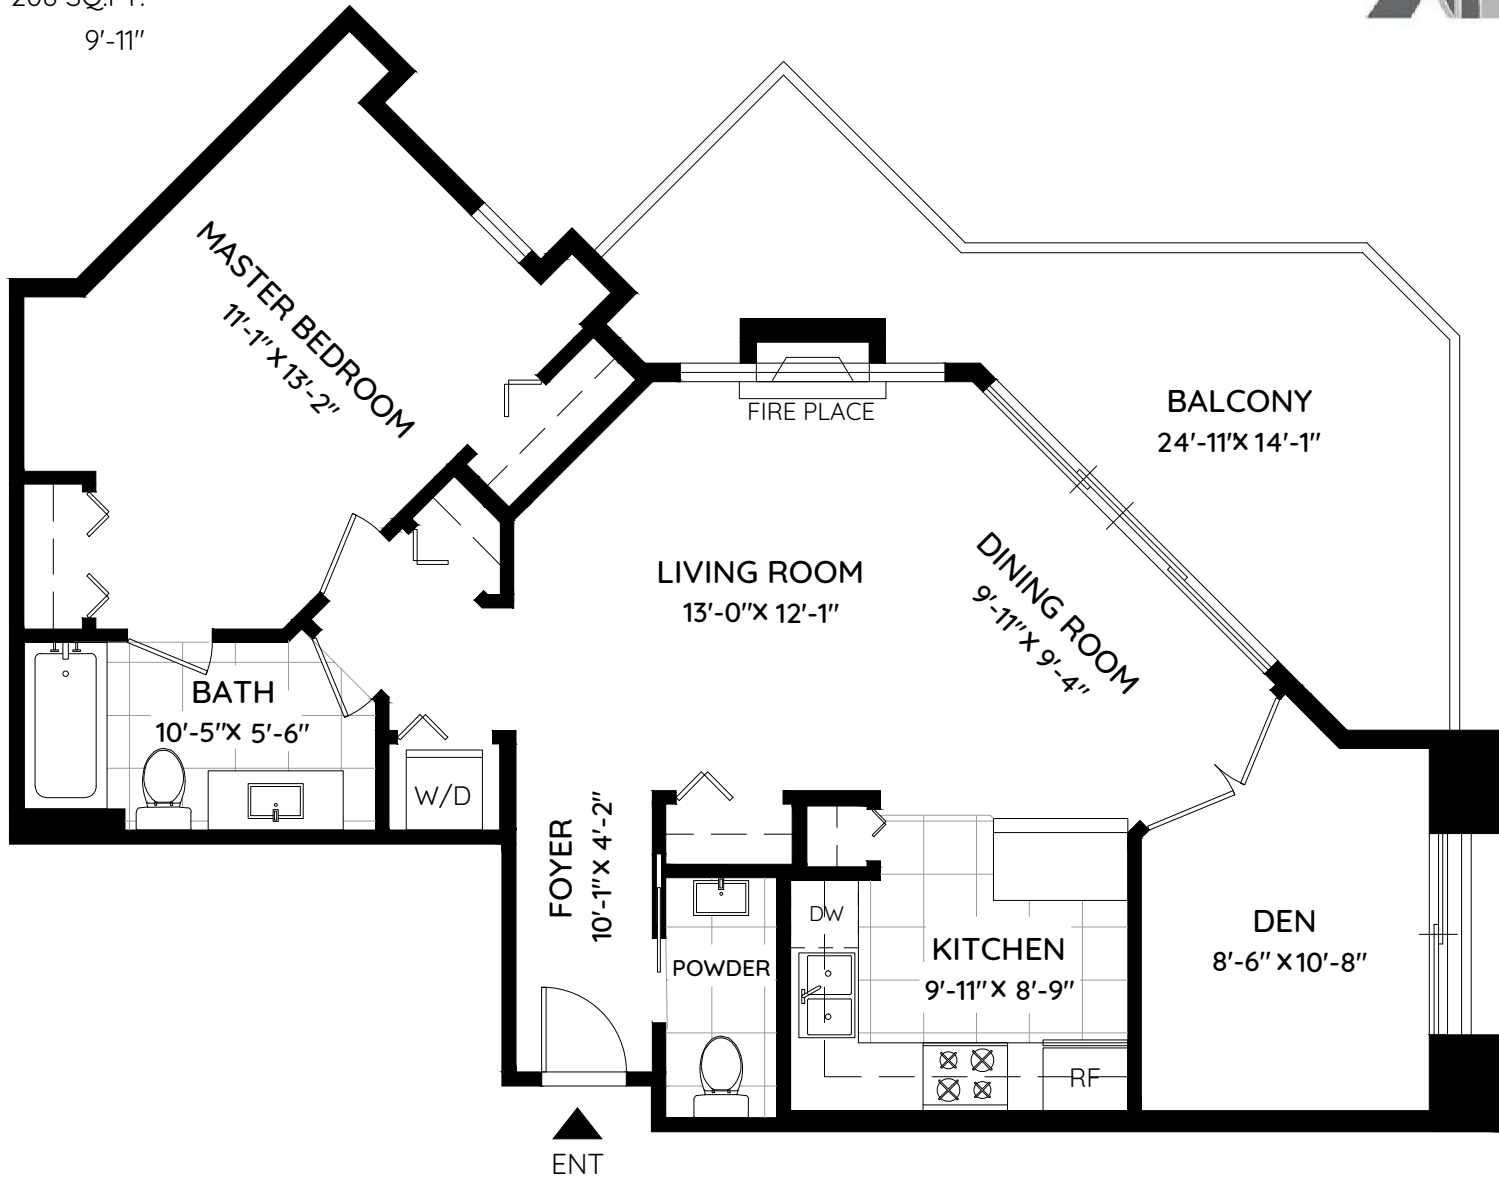 9'-11"
MASTER BEDROOM
11'-1" X 13'-2"
FIRE PLACE
BALCONY
24'-11"X 14'-1"
LIVING ROOM
13'-0"X 12'-1"
DINING ROOM
9'-11"X 9'-4"
BATH
10'-5"X 5'-6"
W/D
FOYER
10'-1"X 4'-2"
DW
POWDER
KITCHEN
9'-11"X 8'-9"
DEN
8'-6" X 10'-8"
RF
ENT